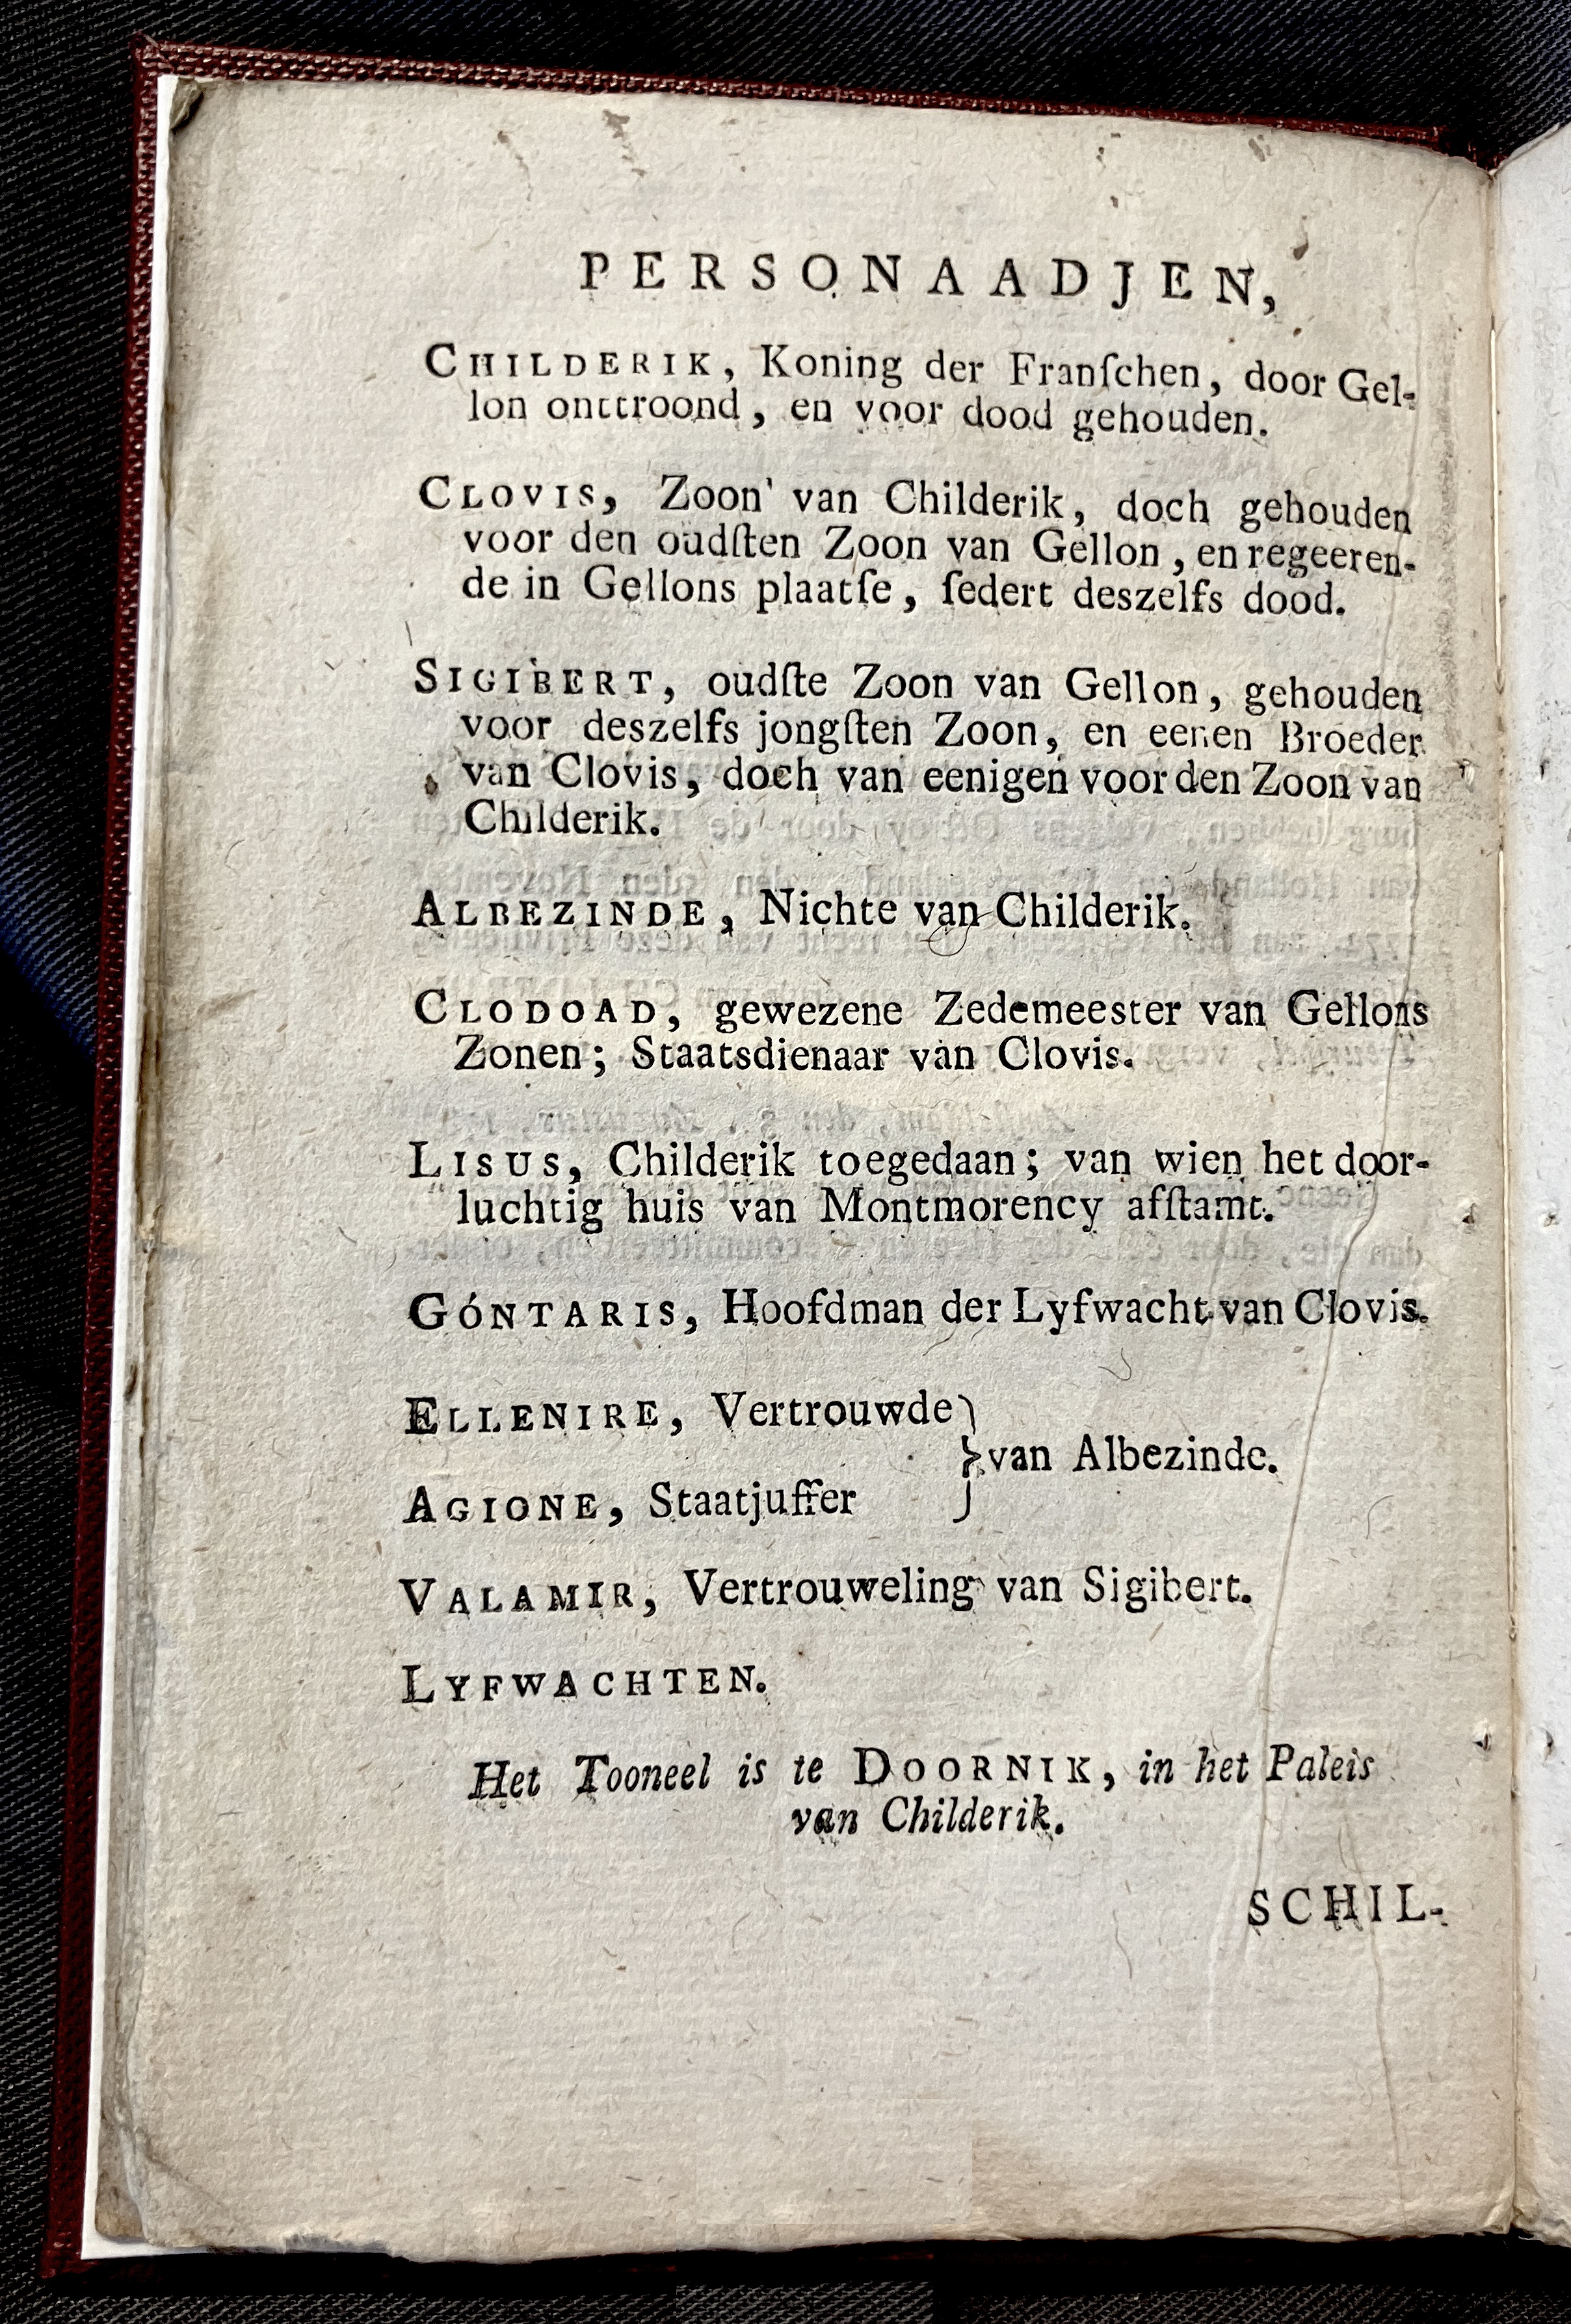 PERSONAADJEN,
CHILDERIK, Koning der Franſchen, door Gel-
lon onttroond, en voor dood gehouden.
CLOVIS, Zoon van Childerik, doch gehouden
voor den oudſten Zoon van Gellon, en regeeren-
de in Gellons plaatſe, ſedert deszelfs dood.
SIGIBERT, oudſte Zoon van Gellon, gehouden
voor deszelfs jongſten Zoon, en eenen Broeder
van Clovis, doch van eenigen voor den Zoon van
Childerik.
ALBEZINDE, Nichte van Childerik.
CLODOAD, gewezene Zedemeester van Gellons
Zonen; Staatsdienaar van Clovis.
LISUS, Childerik toegedaan; van wien het door-
luchtig huis van Montmorency afſtamt.
GÓNTARIS, Hoofdman der Lyfwacht van Clovis.
ELLENIRE, Vertrouwde
} van Albezinde.
AGIONE, Staatjuffer
VALAMIR, Vertrouweling van Sigibert.
LYFWACHTEN.
Het Tooneel is te DOORNIK, in het Paleis
van Childerik.
SCHIL-